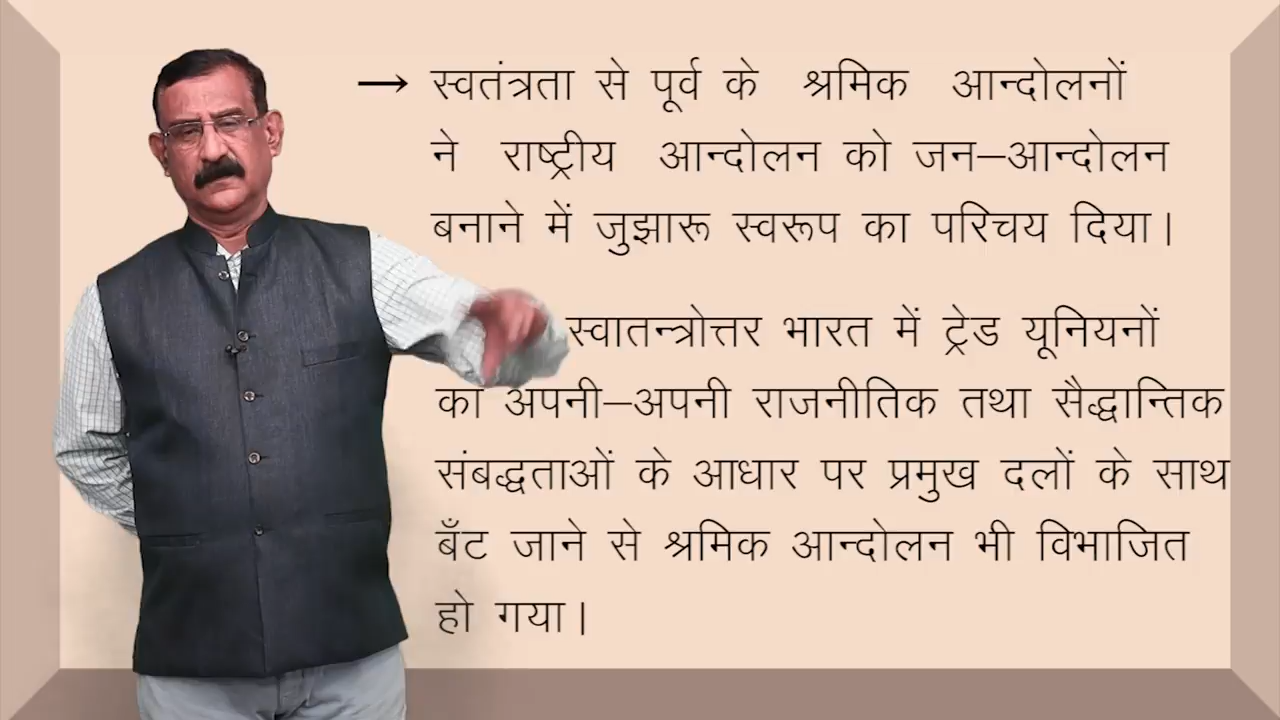 → स्वतंत्रता से पूर्व के श्रमिक आन्दोलनों
ने राष्ट्रीय आन्दोलन को जन–आन्दोलन
बनाने में जुझारू स्वरूप का परिचय दिया।
स्वातन्त्रोत्तर भारत में ट्रेड यूनियनों
का अपनी–अपनी राजनीतिक तथा सैद्धान्तिक
संबद्धताओं के आधार पर प्रमुख दलों के साथ
बँट जाने से श्रमिक आन्दोलन भी विभाजित
हो गया।